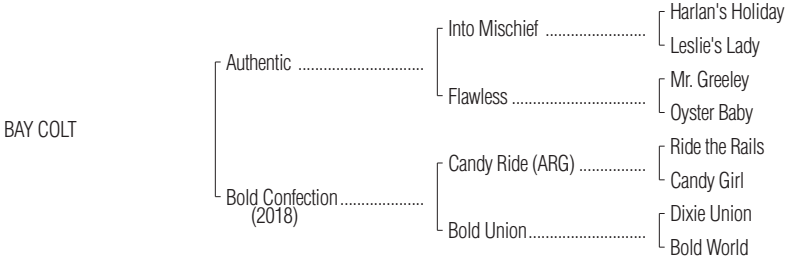 Harlan's Holiday
Into Mischief ........................
Leslie's Lady
Authentic ..............................
Mr. Greeley
Flawless ................................
Oyster Baby
BAY COLT
Ride the Rails
Candy Ride (ARG) ................
Candy Girl
Bold Confection....................
(2018)
Dixie Union
Bold Union............................
Bold World